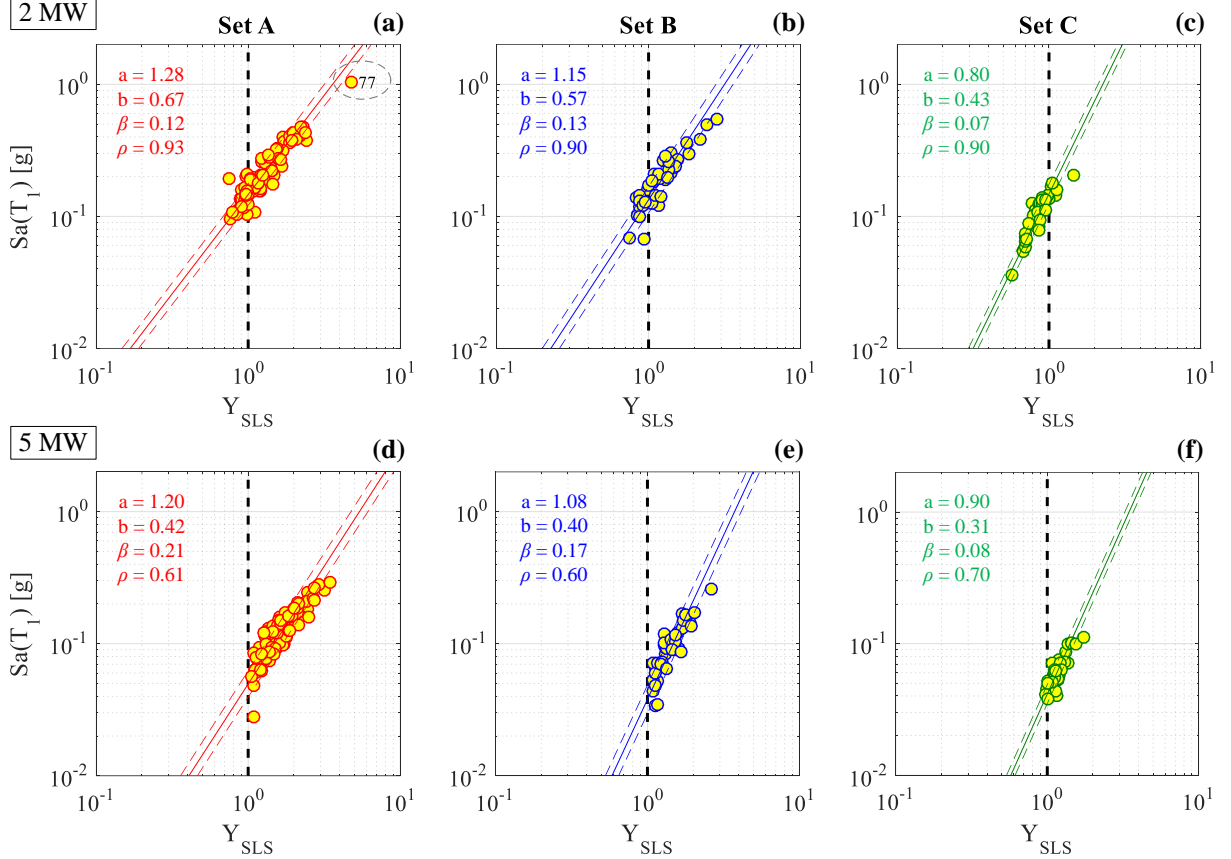 2 MW
Set A
(a)
a = 1.28
b = 0.67
β = 0.12
ρ = 0.93
77
Sa(T1) [g]
10^0
10^-1
10^-2
10^-1
10^0
10^1
Y_SLS
Set B
(b)
a = 1.15
b = 0.57
β = 0.13
ρ = 0.90
10^0
10^-1
10^-2
10^-1
10^0
10^1
Y_SLS
Set C
(c)
a = 0.80
b = 0.43
β = 0.07
ρ = 0.90
10^0
10^-1
10^-2
10^-1
10^0
10^1
Y_SLS
5 MW
(d)
a = 1.20
b = 0.42
β = 0.21
ρ = 0.61
Sa(T1) [g]
10^0
10^-1
10^-2
10^-1
10^0
10^1
Y_SLS
(e)
a = 1.08
b = 0.40
β = 0.17
ρ = 0.60
10^0
10^-1
10^-2
10^-1
10^0
10^1
Y_SLS
(f)
a = 0.90
b = 0.31
β = 0.08
ρ = 0.70
10^0
10^-1
10^-2
10^-1
10^0
10^1
Y_SLS